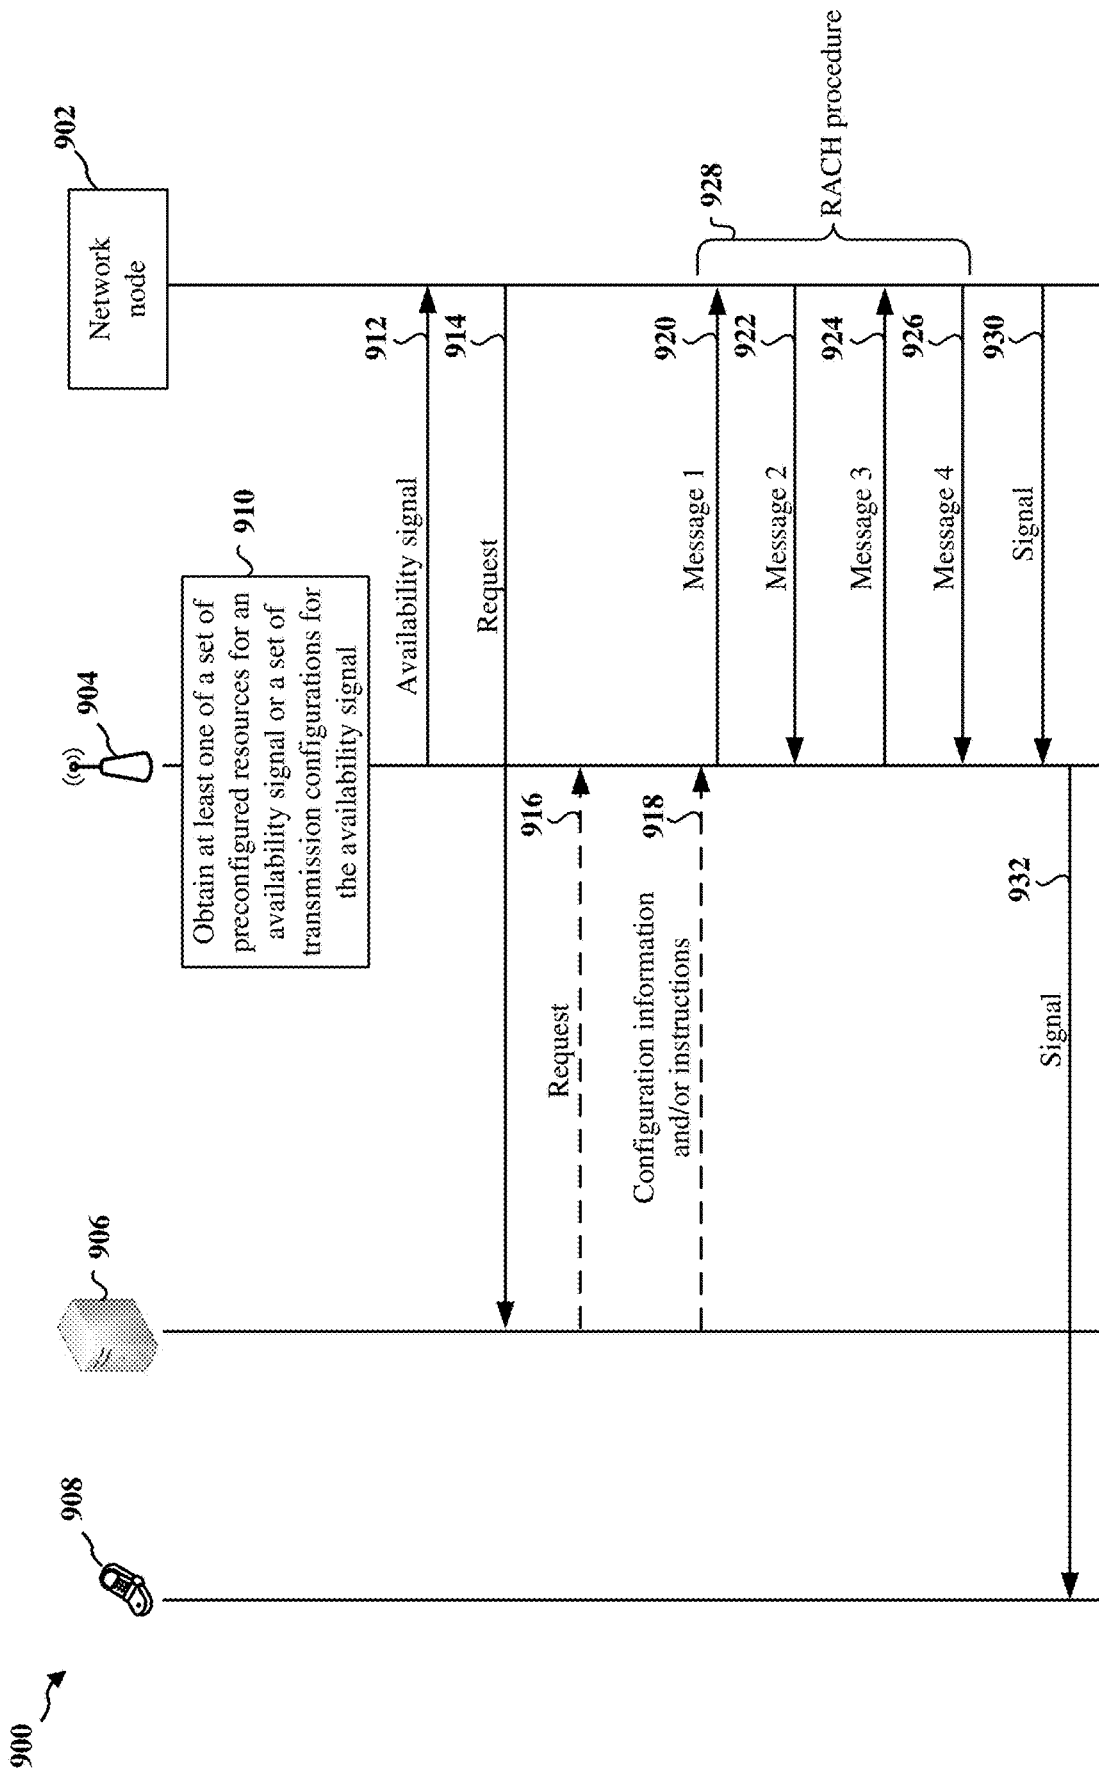 900
908
906
904
902
Network
node
910
Obtain at least one of a set of
preconfigured resources for an
availability signal or a set of
transmission configurations for
the availability signal
Availability signal
912
Request
914
Request
916
Configuration information
and/or instructions
918
Message 1
920
Message 2
922
Message 3
924
Message 4
926
928
RACH procedure
Signal
930
Signal
932